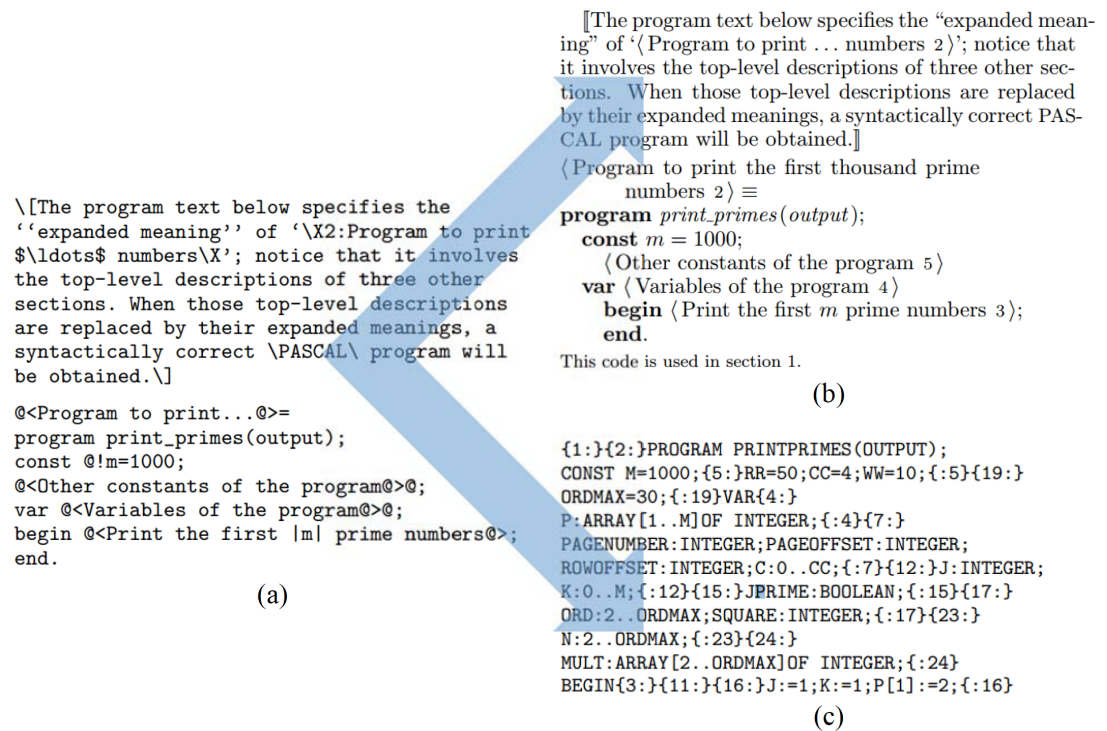 \[The program text below specifies the
‘‘expanded meaning’’ of ‘\X2:Program to print
$\ldots$ numbers\X’; notice that it involves
the top-level descriptions of three other
sections. When those top-level descriptions
are replaced by their expanded meanings, a
syntactically correct \PASCAL\ program will
be obtained.\]
@<Program to print...@>=
program print_primes(output);
const @!m=1000;
@<Other constants of the program@>@;
var @<Variables of the program@>@;
begin @<Print the first |m| prime numbers@>;
end.
(a)
⟦The program text below specifies the “expanded mean-
ing” of ‘⟨Program to print … numbers 2⟩’; notice that
it involves the top-level descriptions of three other sec-
tions. When those top-level descriptions are replaced
by their expanded meanings, a syntactically correct PAS-
CAL program will be obtained.⟧
⟨Program to print the first thousand prime
numbers 2⟩ ≡
program print_primes(output);
const m = 1000;
⟨Other constants of the program 5⟩
var ⟨Variables of the program 4⟩
begin ⟨Print the first m prime numbers 3⟩;
end.
This code is used in section 1.
(b)
{1:}{2:}PROGRAM PRINTPRIMES(OUTPUT);
CONST M=1000;{5:}RR=50;CC=4;WW=10;{:5}{19:}
ORDMAX=30;{:19}VAR{4:}
P:ARRAY[1..M]OF INTEGER;{:4}{7:}
PAGENUMBER:INTEGER;PAGEOFFSET:INTEGER;
ROWOFFSET:INTEGER;C:0..CC;{:7}{12:}J:INTEGER;
K:0..M;{:12}{15:}JPRIME:BOOLEAN;{:15}{17:}
ORD:2..ORDMAX;SQUARE:INTEGER;{:17}{23:}
N:2..ORDMAX;{:23}{24:}
MULT:ARRAY[2..ORDMAX]OF INTEGER;{:24}
BEGIN{3:}{11:}{16:}J:=1;K:=1;P[1]:=2;{:16}
(c)